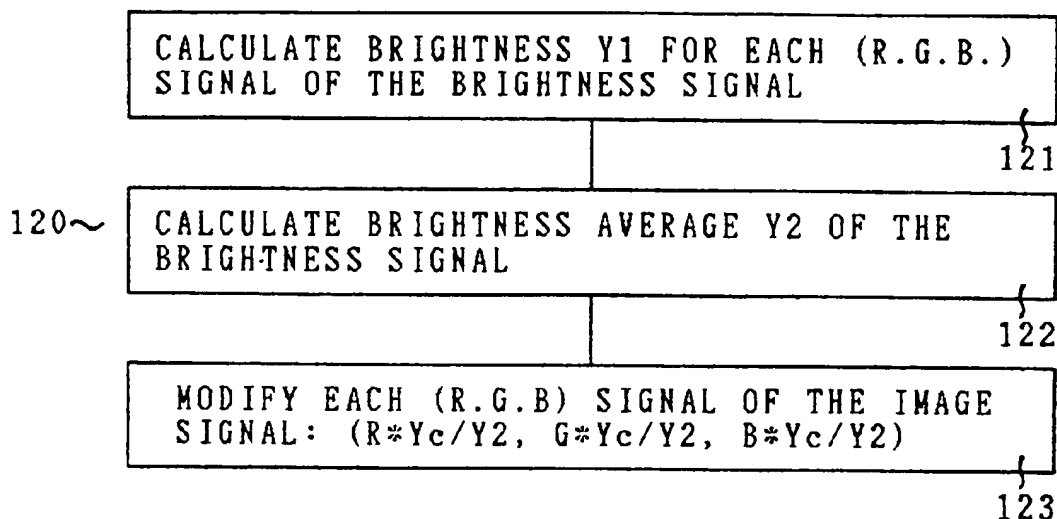 CALCULATE BRIGHTNESS Y1 FOR EACH (R.G.B.)
SIGNAL OF THE BRIGHTNESS SIGNAL
121
120~
CALCULATE BRIGHTNESS AVERAGE Y2 OF THE
BRIGHTNESS SIGNAL
122
MODIFY EACH (R.G.B) SIGNAL OF THE IMAGE
SIGNAL: (R*Yc/Y2, G*Yc/Y2, B*Yc/Y2)
123